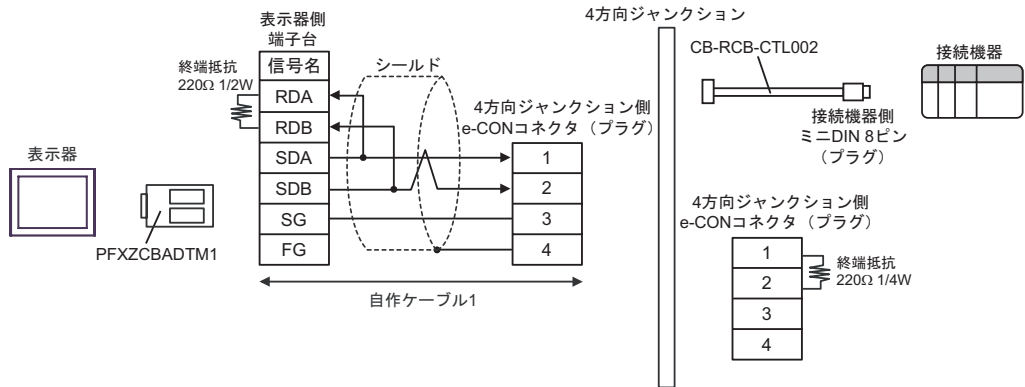 4方向ジャンクション
表示器側
端子台
信号名
RDA
RDB
SDA
SDB
SG
FG
終端抵抗
220Ω 1/2W
シールド
4方向ジャンクション側
e-CONコネクタ（プラグ）
1
2
3
4
表示器
PFXZCBADTM1
自作ケーブル1
CB-RCB-CTL002
接続機器
接続機器側
ミニDIN 8ピン
（プラグ）
4方向ジャンクション側
e-CONコネクタ（プラグ）
1
2
3
4
終端抵抗
220Ω 1/4W